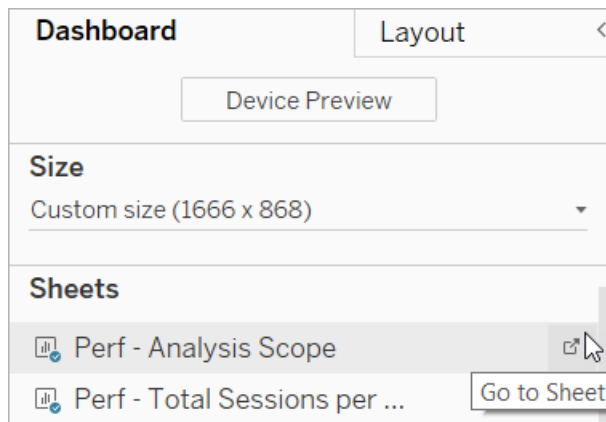 Dashboard
Layout
Device Preview
Size
Custom size (1666 x 868)
Sheets
Perf - Analysis Scope
Go to Sheet
Perf - Total Sessions per ...